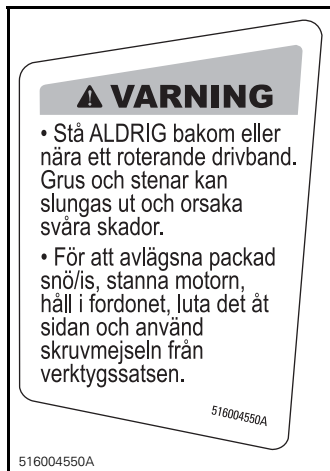 ⚠ VARNING
• Stå ALDRIG bakom eller
nära ett roterande drivband.
Grus och stenar kan
slungas ut och orsaka
svåra skador.
• För att avlägsna packad
snö/is, stanna motorn,
håll i fordonet, luta det åt
sidan och använd
skruvmejseln från
verktygssatsen.
516004550A
516004550A